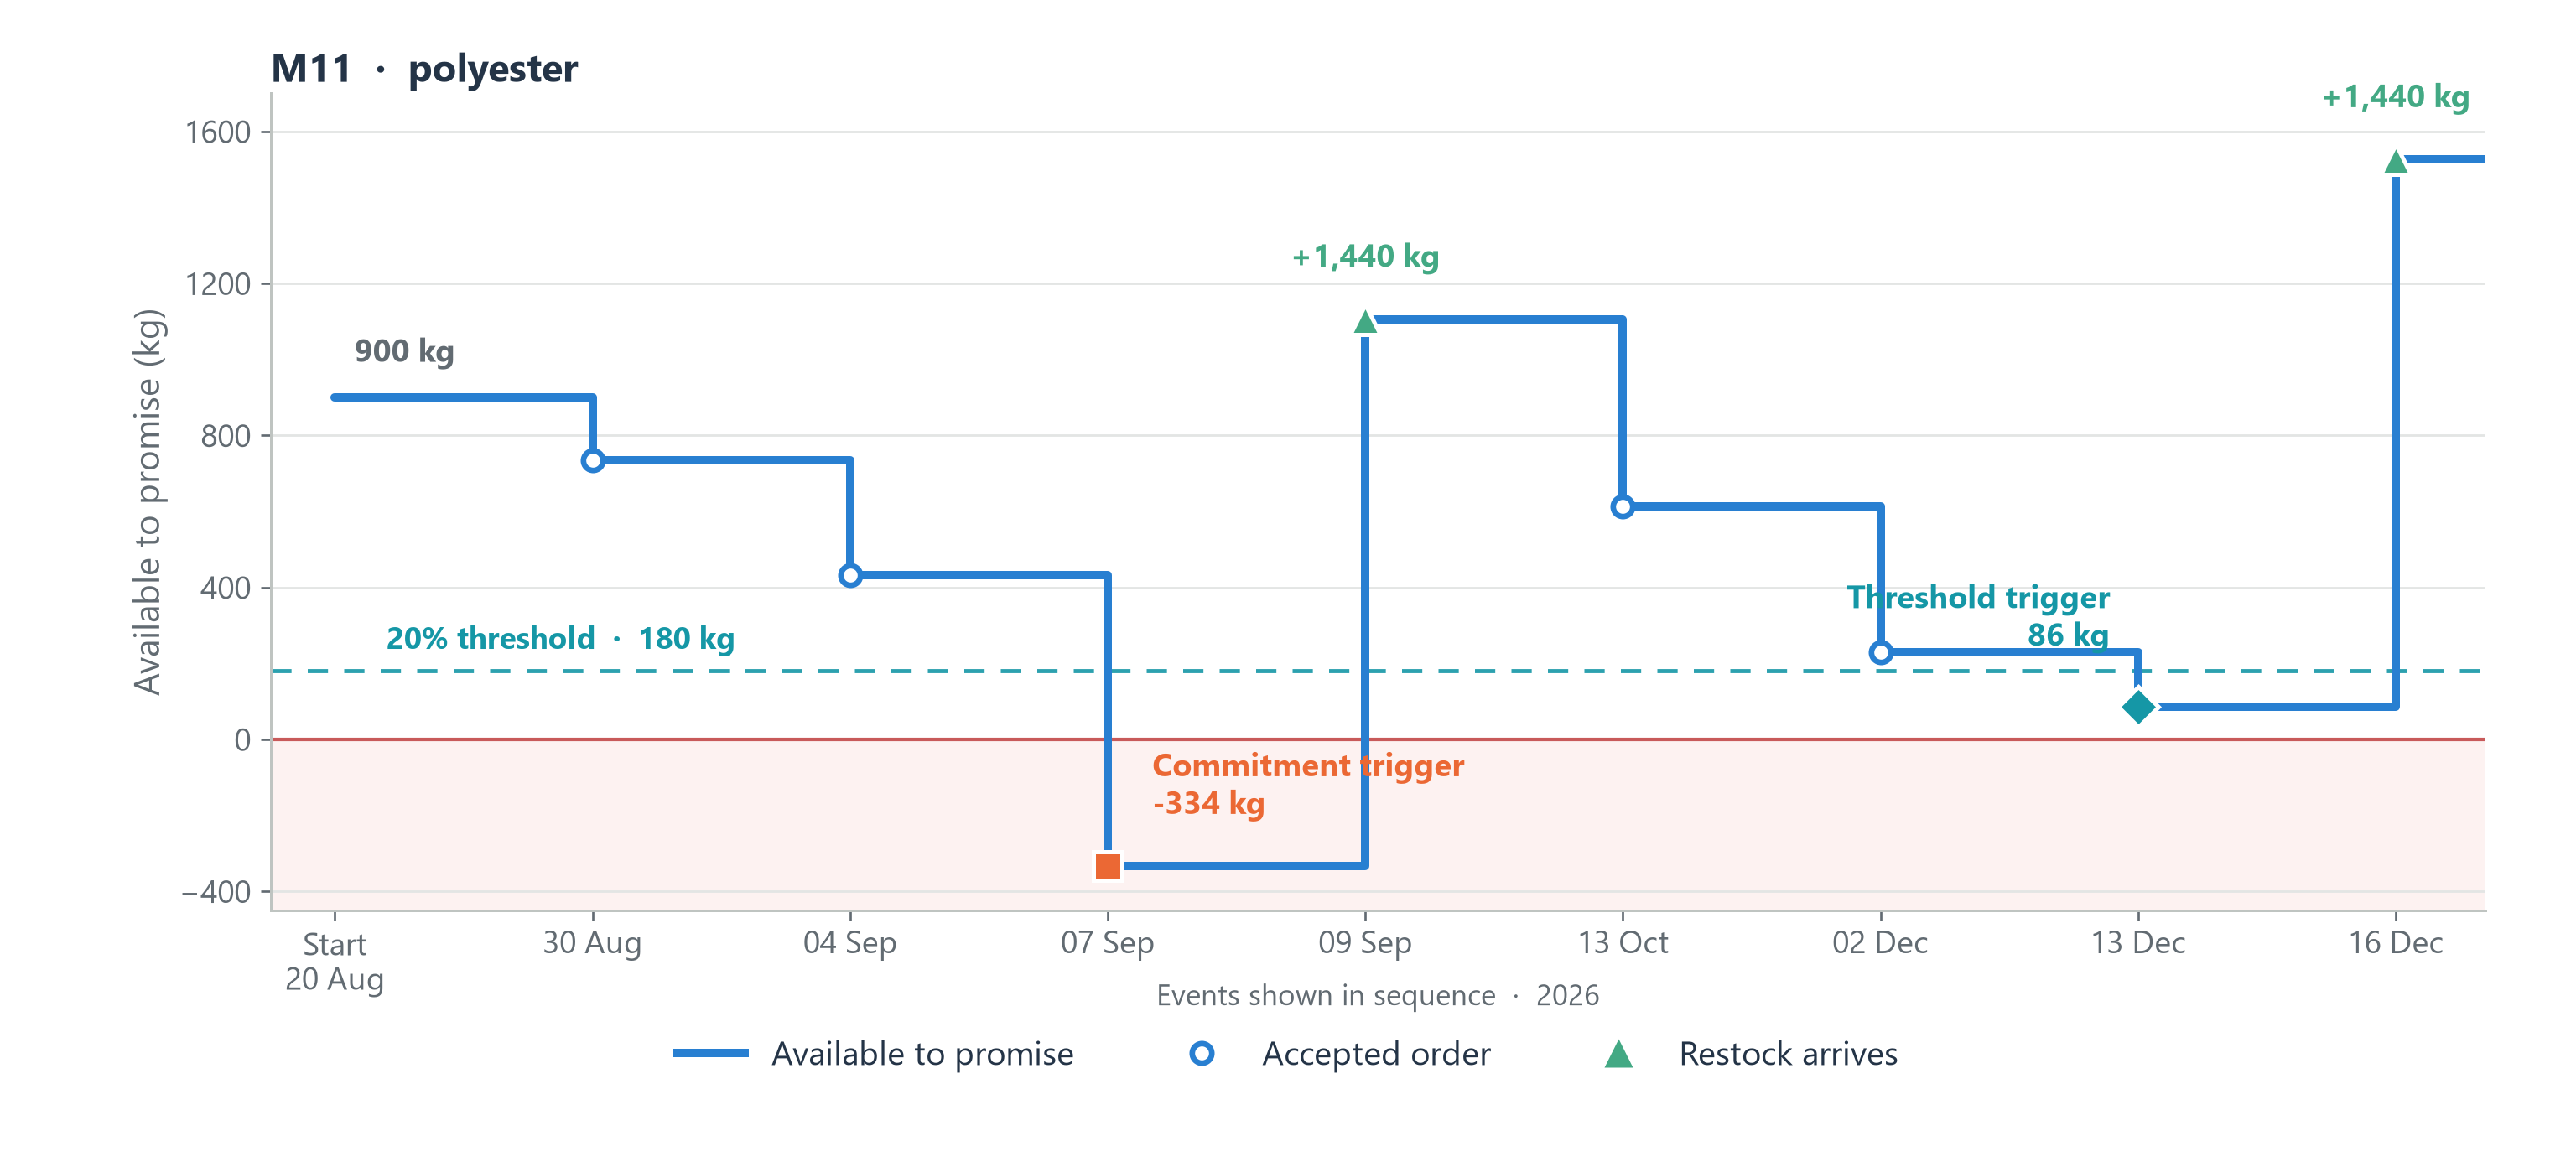 M11 · polyester
+1,440 kg
1600
+1,440 kg
1200
900 kg
800
Available to promise (kg)
400
Threshold trigger
86 kg
20% threshold · 180 kg
0
Commitment trigger
-334 kg
−400
Start
20 Aug
30 Aug
04 Sep
07 Sep
09 Sep
13 Oct
02 Dec
13 Dec
16 Dec
Events shown in sequence · 2026
Available to promise
Accepted order
Restock arrives